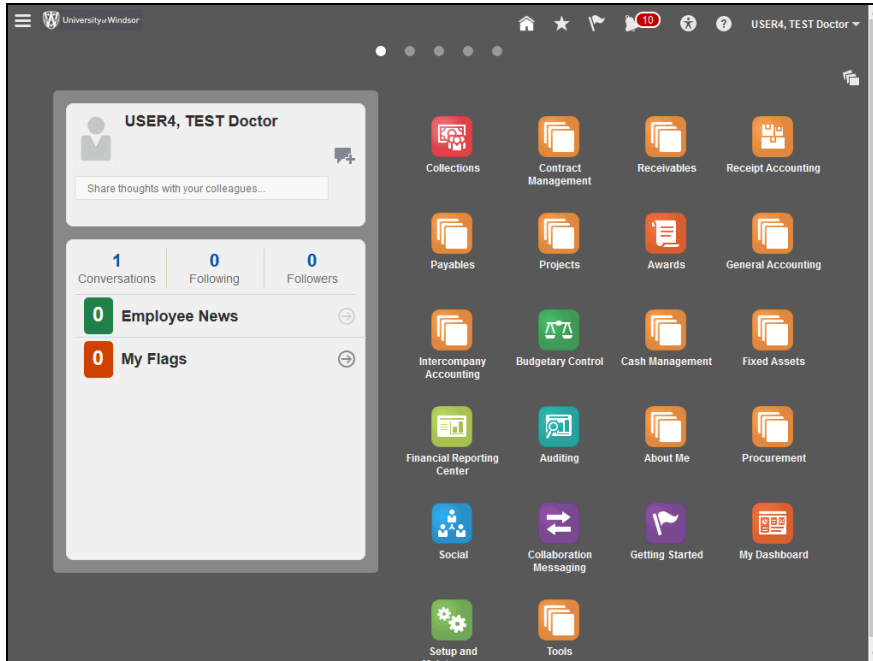 University of Windsor
10
USER4, TEST Doctor
USER4, TEST Doctor
Share thoughts with your colleagues...
1 0 0
Conversations Following Followers
0 Employee News
0 My Flags
Collections Contract Management Receivables Receipt Accounting
Payables Projects Awards General Accounting
Intercompany Accounting Budgetary Control Cash Management Fixed Assets
Financial Reporting Center Auditing About Me Procurement
Social Collaboration Messaging Getting Started My Dashboard
Setup and Tools